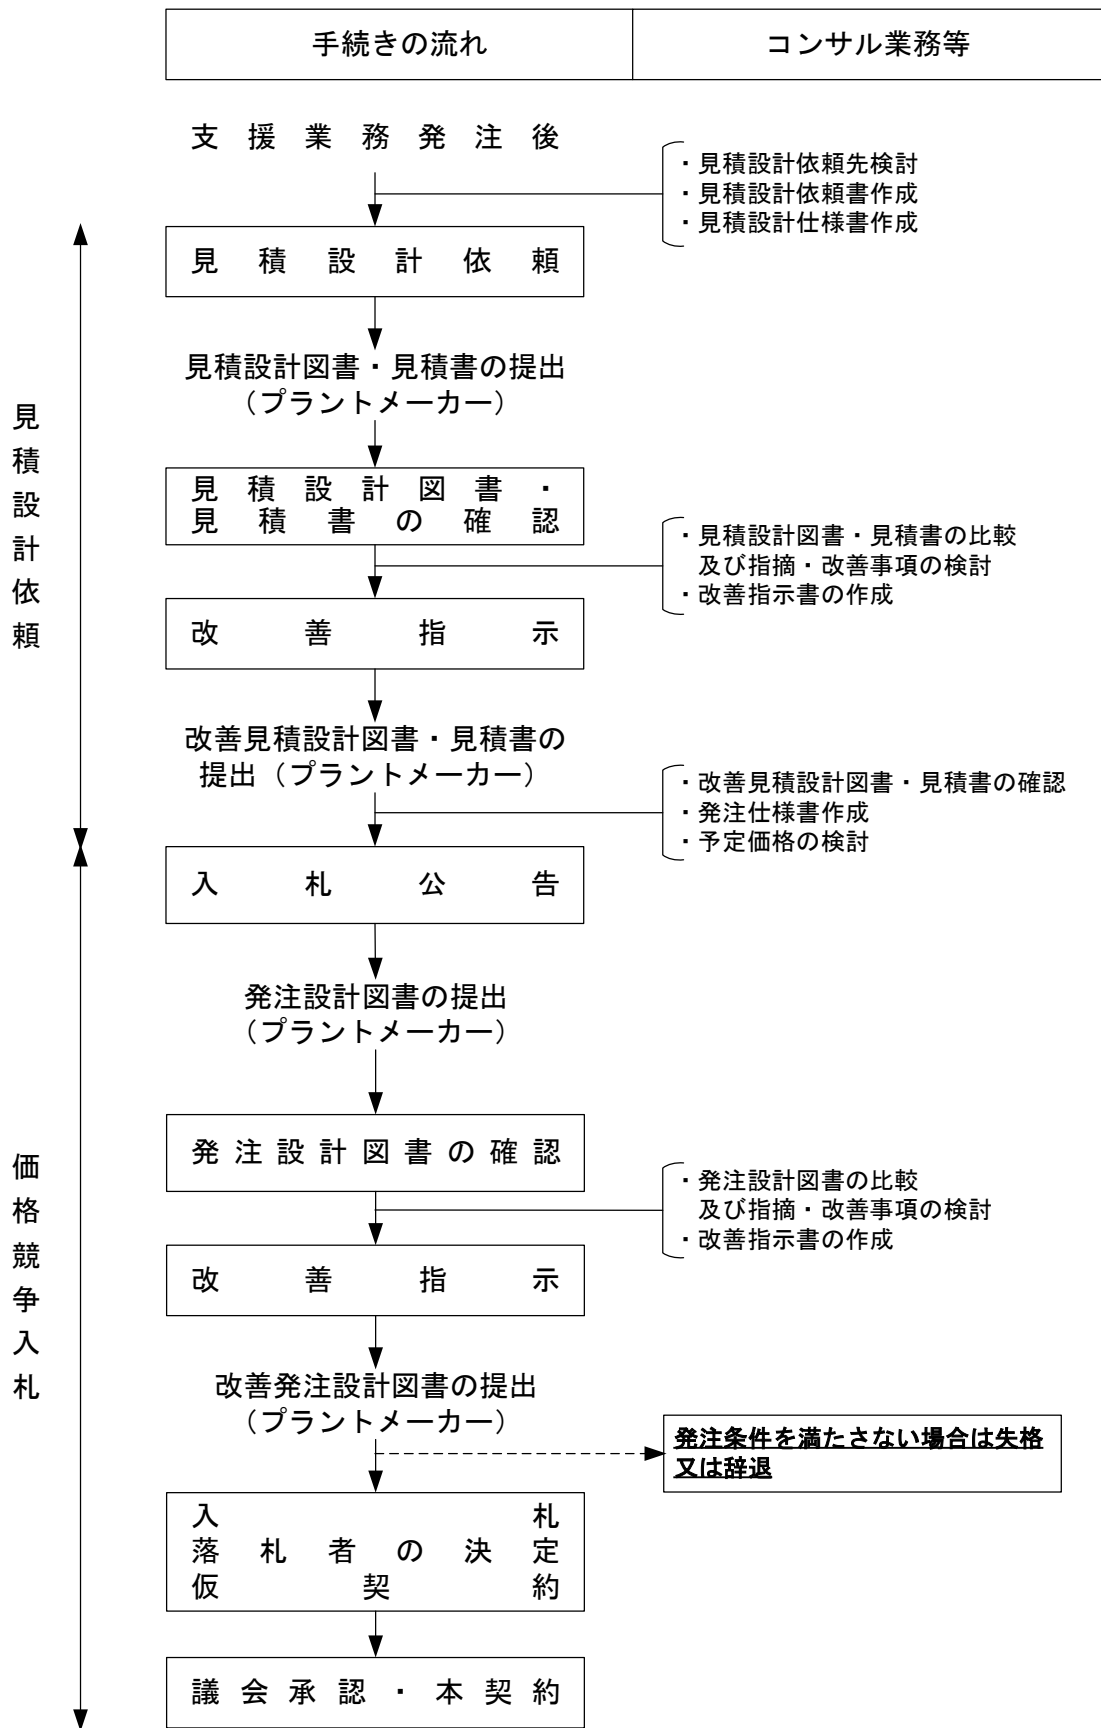 手続きの流れ
コンサル業務等
支援業務発注後
・見積設計依頼先検討
・見積設計依頼書作成
・見積設計仕様書作成
見積設計依頼
見積設計図書・見積書の提出
（プラントメーカー）
見積設計図書・
見積書の確認
・見積設計図書・見積書の比較
及び指摘・改善事項の検討
・改善指示書の作成
改善指示
改善見積設計図書・見積書の
提出（プラントメーカー）
・改善見積設計図書・見積書の確認
・発注仕様書作成
・予定価格の検討
見積設計依頼
入札公告
発注設計図書の提出
（プラントメーカー）
発注設計図書の確認
・発注設計図書の比較
及び指摘・改善事項の検討
・改善指示書の作成
改善指示
改善発注設計図書の提出
（プラントメーカー）
発注条件を満たさない場合は失格
又は辞退
入札
落札者の決定
仮契約
議会承認・本契約
価格競争入札